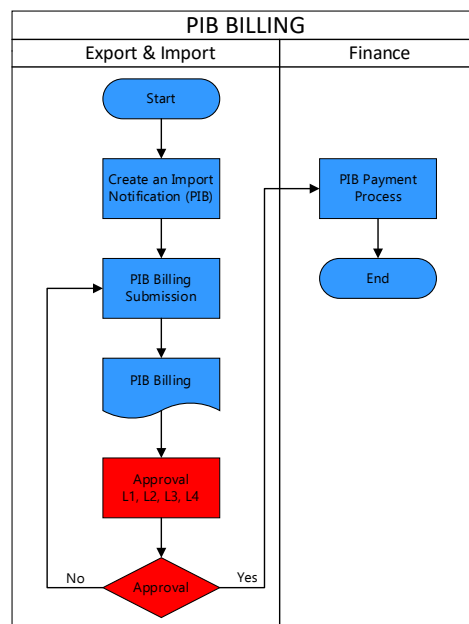 PIB BILLING
Export & Import
Finance
Start
Create an Import
Notification (PIB)
PIB Payment
Process
PIB Billing
Submission
End
PIB Billing
Approval
L1, L2, L3, L4
No
Approval
Yes